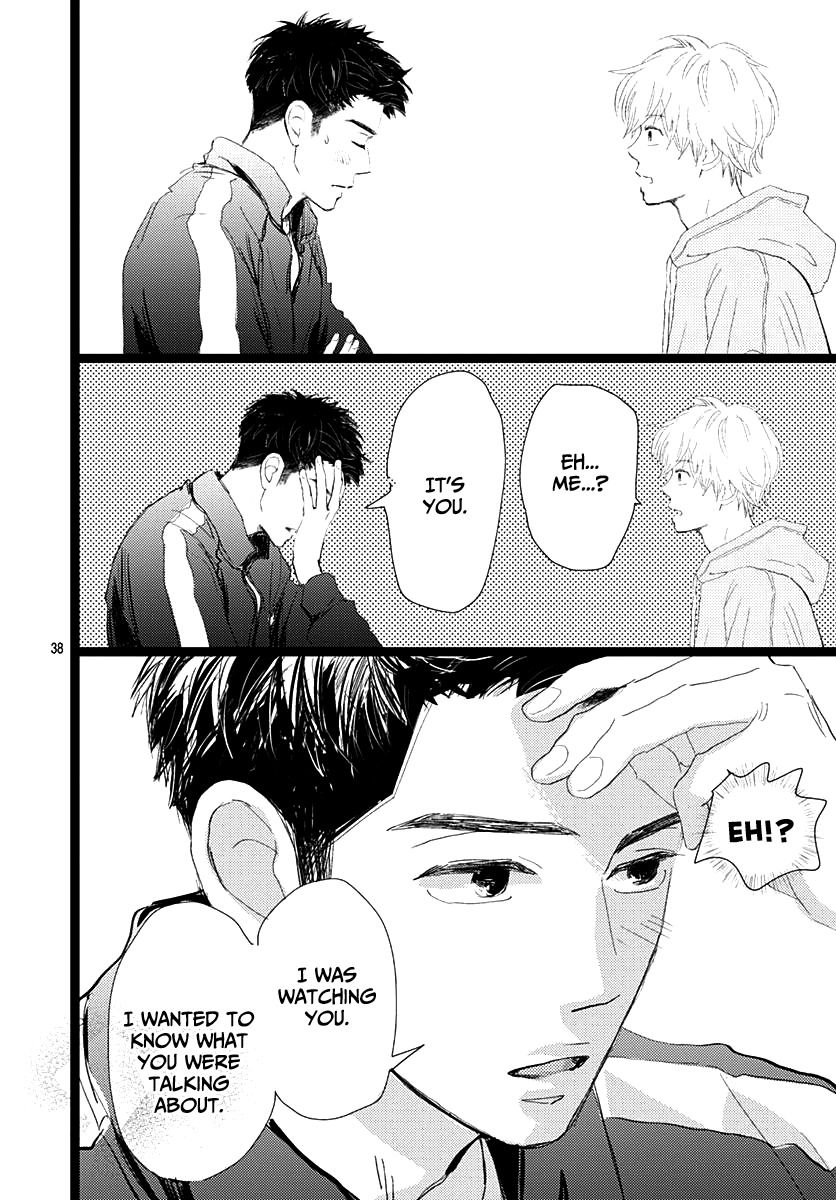 EH...
ME...?
IT'S
YOU.
38
EH!?
I WAS
WATCHING
YOU.
I WANTED TO
KNOW WHAT
YOU WERE
TALKING
ABOUT.